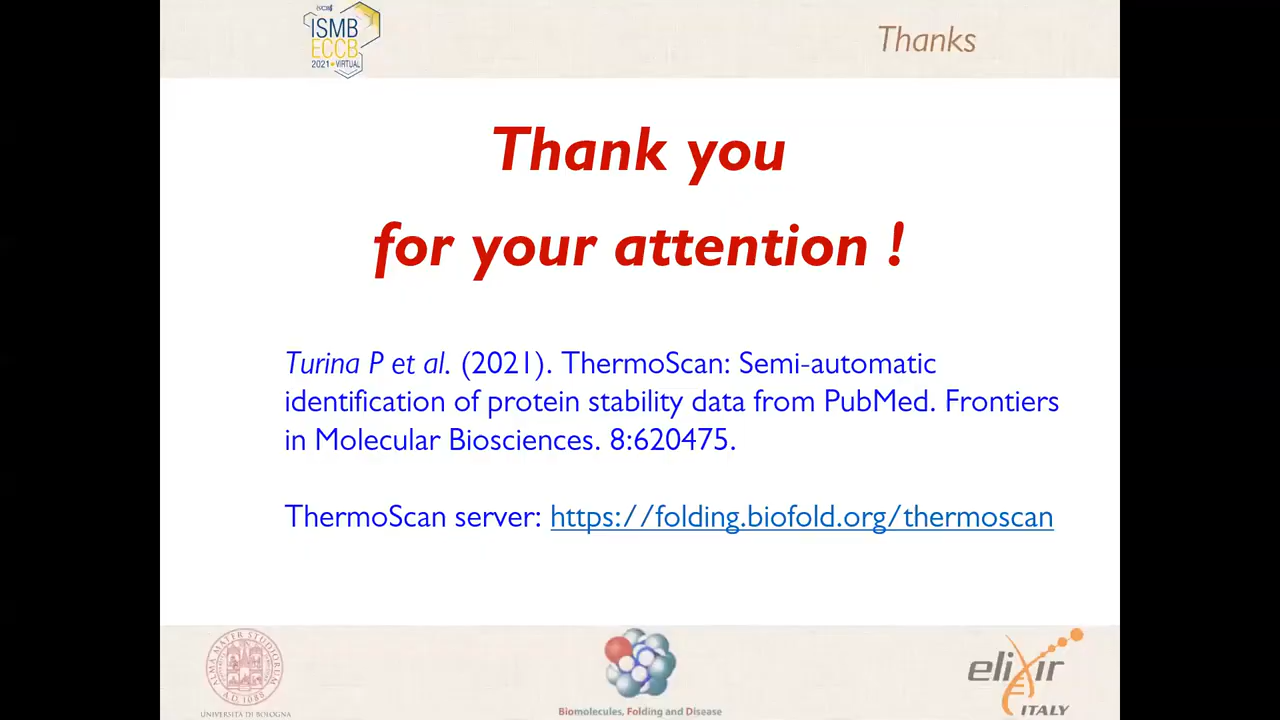 iscb
ISMB
ECCB
2021 • VIRTUAL
Thanks
Thank you
for your attention !
Turina P et al. (2021). ThermoScan: Semi-automatic
identification of protein stability data from PubMed. Frontiers
in Molecular Biosciences. 8:620475.
ThermoScan server: https://folding.biofold.org/thermoscan
ALMA MATER STUDIORUM
A.D. 1088
UNIVERSITÀ DI BOLOGNA
Biomolecules, Folding and Disease
elixir
ITALY